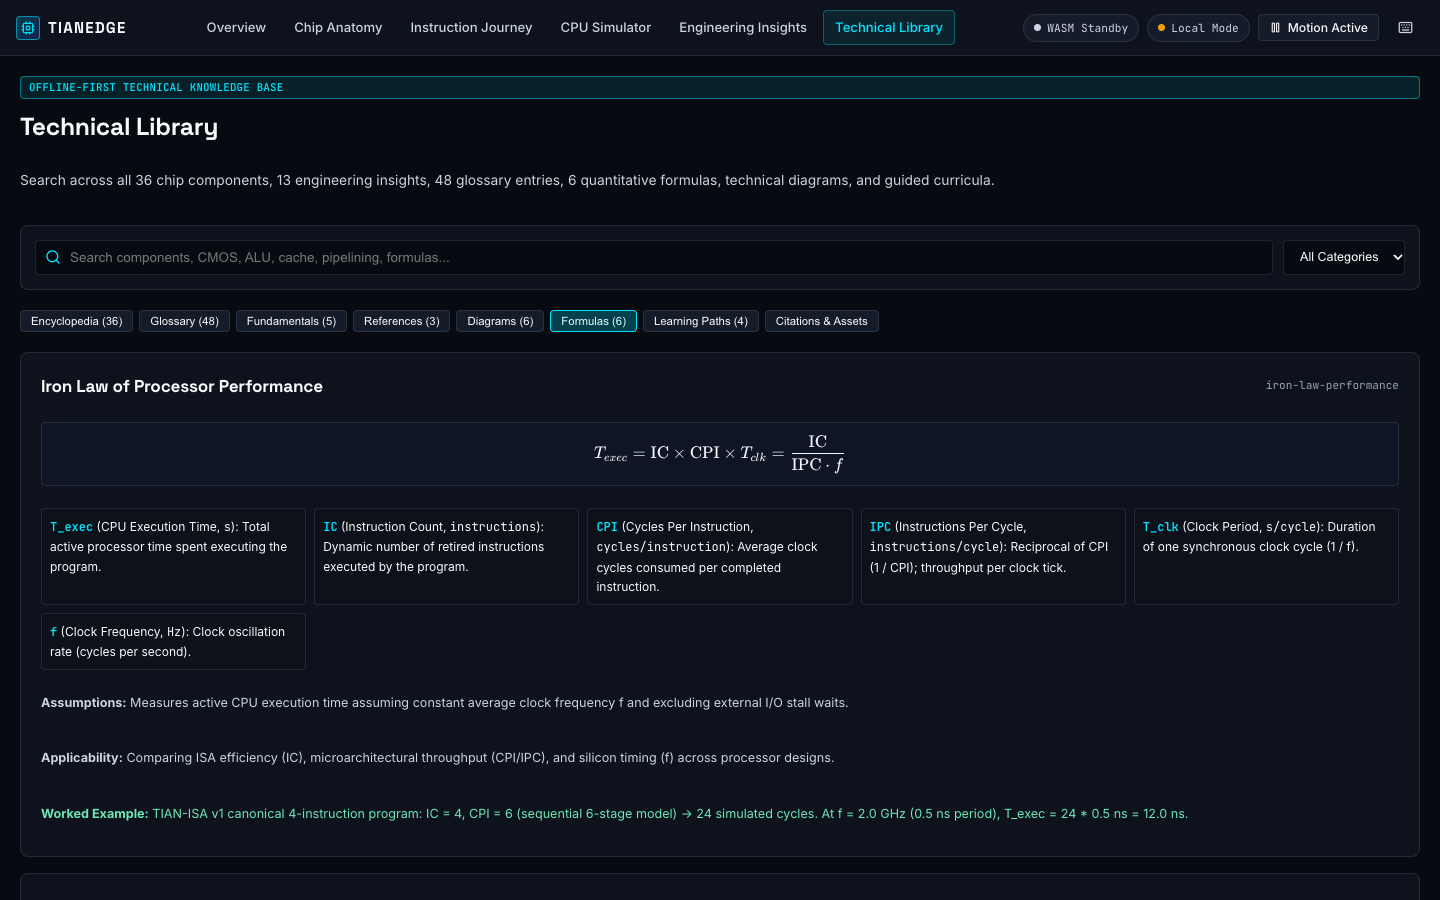 TIANEDGE
Overview
Chip Anatomy
Instruction Journey
CPU Simulator
Engineering Insights
Technical Library
WASM Standby
Local Mode
Motion Active
OFFLINE-FIRST TECHNICAL KNOWLEDGE BASE
Technical Library
Search across all 36 chip components, 13 engineering insights, 48 glossary entries, 6 quantitative formulas, technical diagrams, and guided curricula.
Search components, CMOS, ALU, cache, pipelining, formulas...
All Categories
Encyclopedia (36)
Glossary (48)
Fundamentals (5)
References (3)
Diagrams (6)
Formulas (6)
Learning Paths (4)
Citations & Assets
Iron Law of Processor Performance
iron-law-performance
T_exec = IC × CPI × T_clk = IC / (IPC · f)
T_exec (CPU Execution Time, s): Total
active processor time spent executing the
program.
IC (Instruction Count, instructions):
Dynamic number of retired instructions
executed by the program.
CPI (Cycles Per Instruction,
cycles/instruction): Average clock
cycles consumed per completed
instruction.
IPC (Instructions Per Cycle,
instructions/cycle): Reciprocal of CPI
(1 / CPI); throughput per clock tick.
T_clk (Clock Period, s/cycle): Duration
of one synchronous clock cycle (1 / f).
f (Clock Frequency, Hz): Clock oscillation
rate (cycles per second).
Assumptions: Measures active CPU execution time assuming constant average clock frequency f and excluding external I/O stall waits.
Applicability: Comparing ISA efficiency (IC), microarchitectural throughput (CPI/IPC), and silicon timing (f) across processor designs.
Worked Example: TIAN-ISA v1 canonical 4-instruction program: IC = 4, CPI = 6 (sequential 6-stage model) → 24 simulated cycles. At f = 2.0 GHz (0.5 ns period), T_exec = 24 * 0.5 ns = 12.0 ns.